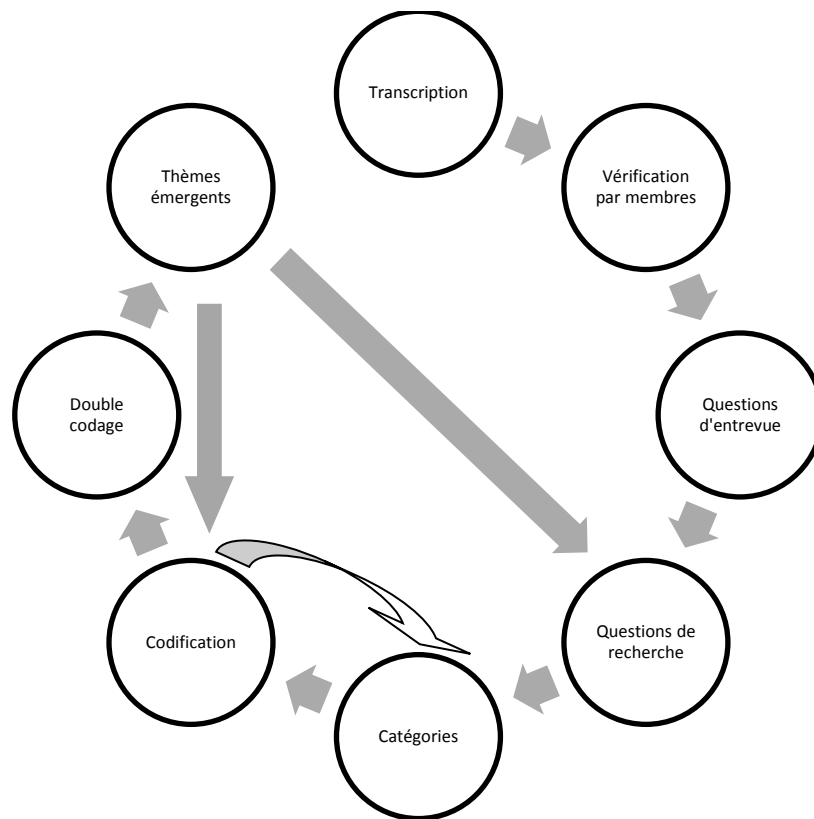 Transcription
Vérification
par membres
Questions
d'entrevue
Questions de
recherche
Catégories
Codification
Double
codage
Thèmes
émergents